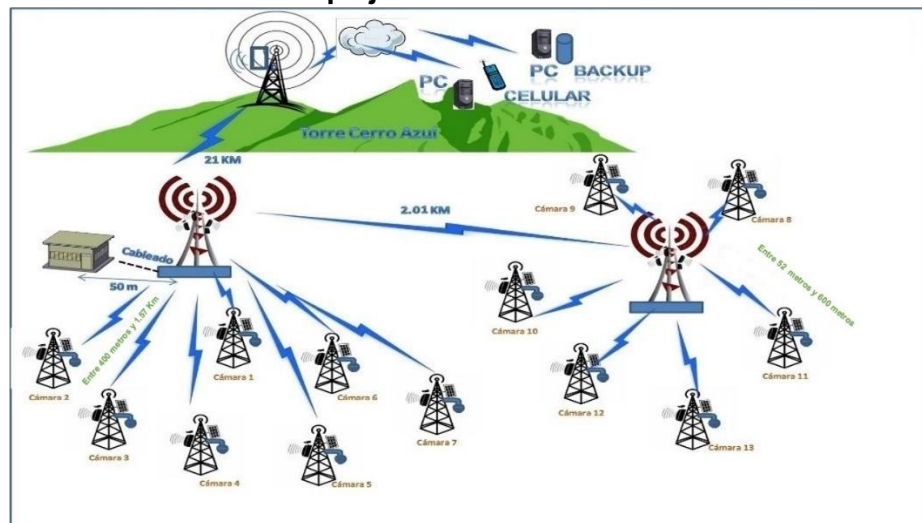 PC
BACKUP
PC
CELULAR
Torre Cerro Azul
21 KM
2.01 KM
Cámara 9
Cámara 8
Cableado
50 m
Entre 400 metros y 1.57 Km
Entre 52 metros y 600 metros
Cámara 10
Cámara 1
Cámara 2
Cámara 6
Cámara 11
Cámara 12
Cámara 3
Cámara 7
Cámara 4
Cámara 5
Cámara 13